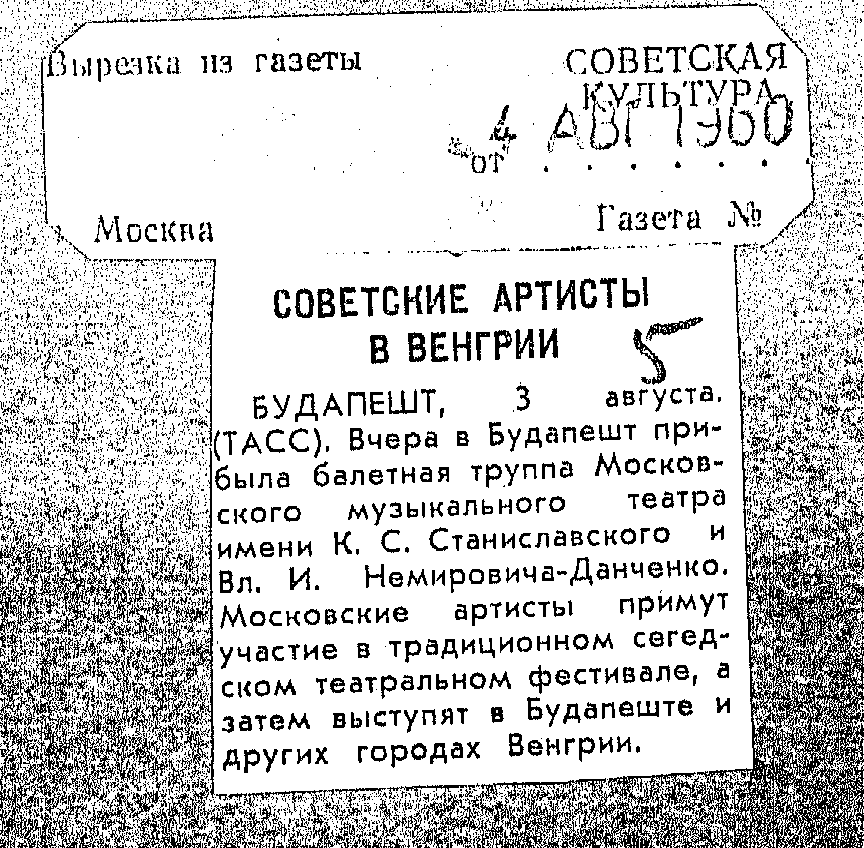 Вырезка из газеты
СОВЕТСКАЯ
КУЛЬТУРА
4 АВГ 1960
от . . . . . . .
Москва
Газета №
СОВЕТСКИЕ АРТИСТЫ
В ВЕНГРИИ
5
БУДАПЕШТ, 3 августа.
(ТАСС). Вчера в Будапешт при-
была балетная труппа Москов-
ского музыкального театра
имени К. С. Станиславского и
Вл. И. Немировича-Данченко.
Московские артисты примут
участие в традиционном сегед-
ском театральном фестивале, а
затем выступят в Будапеште и
других городах Венгрии.